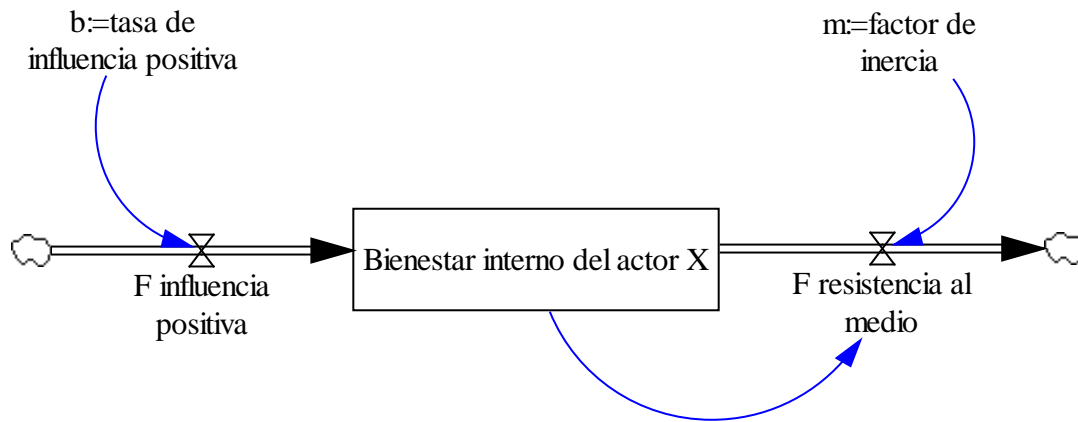 b:=tasa de
influencia positiva
m:=factor de
inercia
Bienestar interno del actor X
F influencia
positiva
F resistencia al
medio